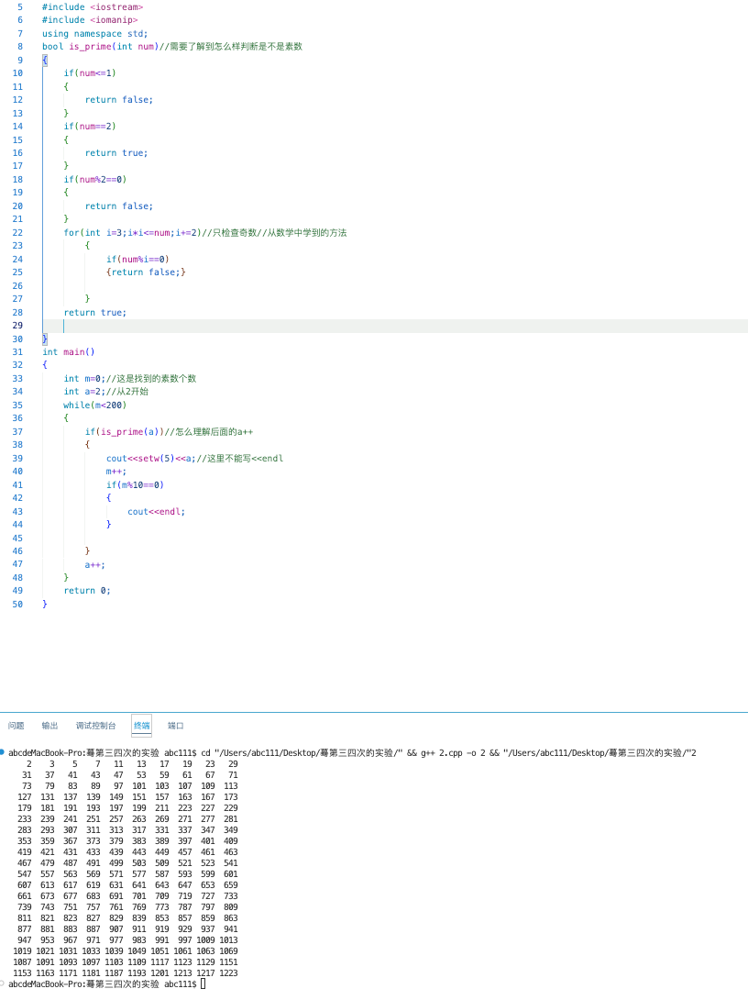 5 #include <iostream>
6 #include <iomanip>
7 using namespace std;
8 bool is_prime(int num)//需要了解到怎么样判断是不是素数
9 {
10 if(num<=1)
11 {
12 return false;
13 }
14 if(num==2)
15 {
16 return true;
17 }
18 if(num%2==0)
19 {
20 return false;
21 }
22 for(int i=3;i*i<=num;i+=2)//只检查奇数//从数学中学到的方法
23 {
24 if(num%i==0)
25 {return false;}
26
27 }
28 return true;
29
30 }
31 int main()
32 {
33 int m=0;//这是找到的素数个数
34 int a=2;//从2开始
35 while(m<200)
36 {
37 if(is_prime(a))//怎么理解后面的a++
38 {
39 cout<<setw(5)<<a;//这里不能写<<endl
40 m++;
41 if(m%10==0)
42 {
43 cout<<endl;
44 }
45
46 }
47 a++;
48 }
49 return 0;
50 }
问题 输出 调试控制台 终端 端口
abcdeMacBook-Pro:蓦第三四次的实验 abc111$ cd "/Users/abc111/Desktop/蓦第三四次的实验/" && g++ 2.cpp -o 2 && "/Users/abc111/Desktop/蓦第三四次的实验/"2
2 3 5 7 11 13 17 19 23 29
31 37 41 43 47 53 59 61 67 71
73 79 83 89 97 101 103 107 109 113
127 131 137 139 149 151 157 163 167 173
179 181 191 193 197 199 211 223 227 229
233 239 241 251 257 263 269 271 277 281
283 293 307 311 313 317 331 337 347 349
353 359 367 373 379 383 389 397 401 409
419 421 431 433 439 443 449 457 461 463
467 479 487 491 499 503 509 521 523 541
547 557 563 569 571 577 587 593 599 601
607 613 617 619 631 641 643 647 653 659
661 673 677 683 691 701 709 719 727 733
739 743 751 757 761 769 773 787 797 809
811 821 823 827 829 839 853 857 859 863
877 881 883 887 907 911 919 929 937 941
947 953 967 971 977 983 991 997 1009 1013
1019 1021 1031 1033 1039 1049 1051 1061 1063 1069
1087 1091 1093 1097 1103 1109 1117 1123 1129 1151
1153 1163 1171 1181 1187 1193 1201 1213 1217 1223
abcdeMacBook-Pro:蓦第三四次的实验 abc111$